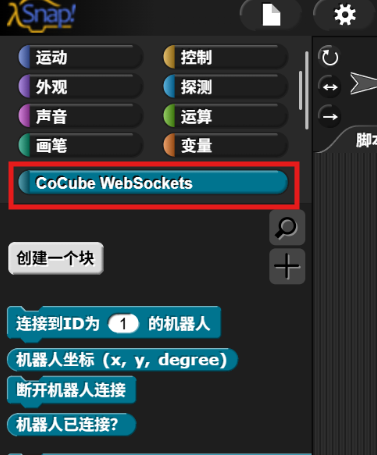 Snap!
运动 控制
外观 探测
声音 运算
画笔 变量
CoCube WebSockets
创建一个块
连接到ID为 1 的机器人
机器人坐标（x, y, degree）
断开机器人连接
机器人已连接？